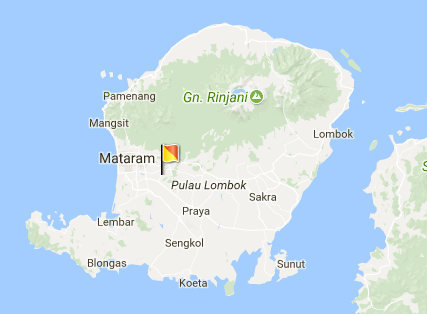 Gn. Rinjani
Pamenang
Mangsit
Lombok
Mataram
Pulau Lombok
Sakra
Praya
Lembar
Sengkol
Blongas
Sunut
Koeta
S